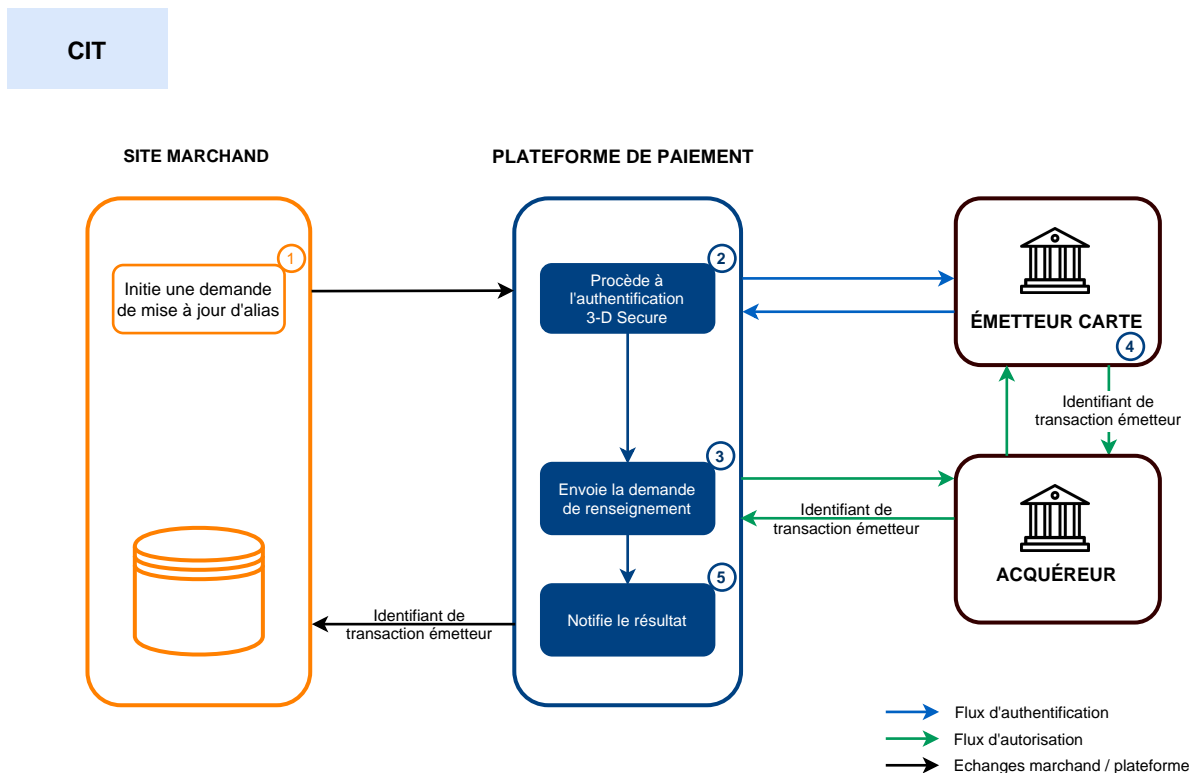 CIT
SITE MARCHAND
PLATEFORME DE PAIEMENT
1
Initie une demande
de mise à jour d'alias
2
Procède à
l'authentification
3-D Secure
ÉMETTEUR CARTE
4
Identifiant de
transaction émetteur
3
Envoie la demande
de renseignement
Identifiant de
transaction émetteur
ACQUÉREUR
5
Notifie le résultat
Identifiant de
transaction émetteur
Flux d'authentification
Flux d'autorisation
Echanges marchand / plateforme